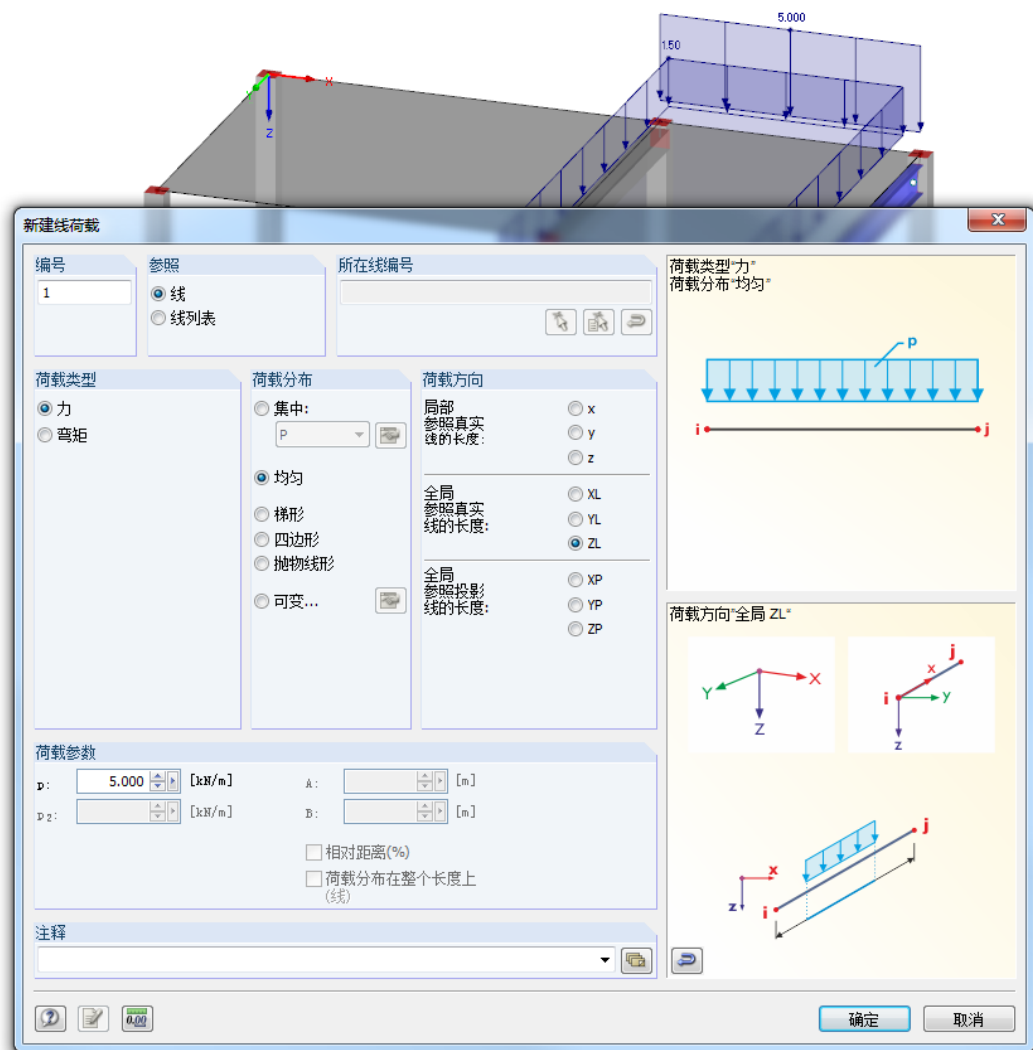 5.000
1.50
X
Z
新建线荷载
编号
1
参照
线
线列表
所在线编号
荷载类型
力
弯矩
荷载分布
集中:
P
均匀
梯形
四边形
抛物线形
可变...
荷载方向
局部
参照真实
线的长度:
x
y
z
全局
参照真实
线的长度:
XL
YL
ZL
全局
参照投影
线的长度:
XP
YP
ZP
荷载类型"力"
荷载分布"均匀"
p
i
j
荷载方向"全局 ZL"
Y
X
Z
j
x
i
y
z
j
x
z
i
荷载参数
p:
5.000
[kN/m]
A:
[m]
p2:
[kN/m]
B:
[m]
相对距离(%)
荷载分布在整个长度上
(线)
注释
0.00
确定
取消